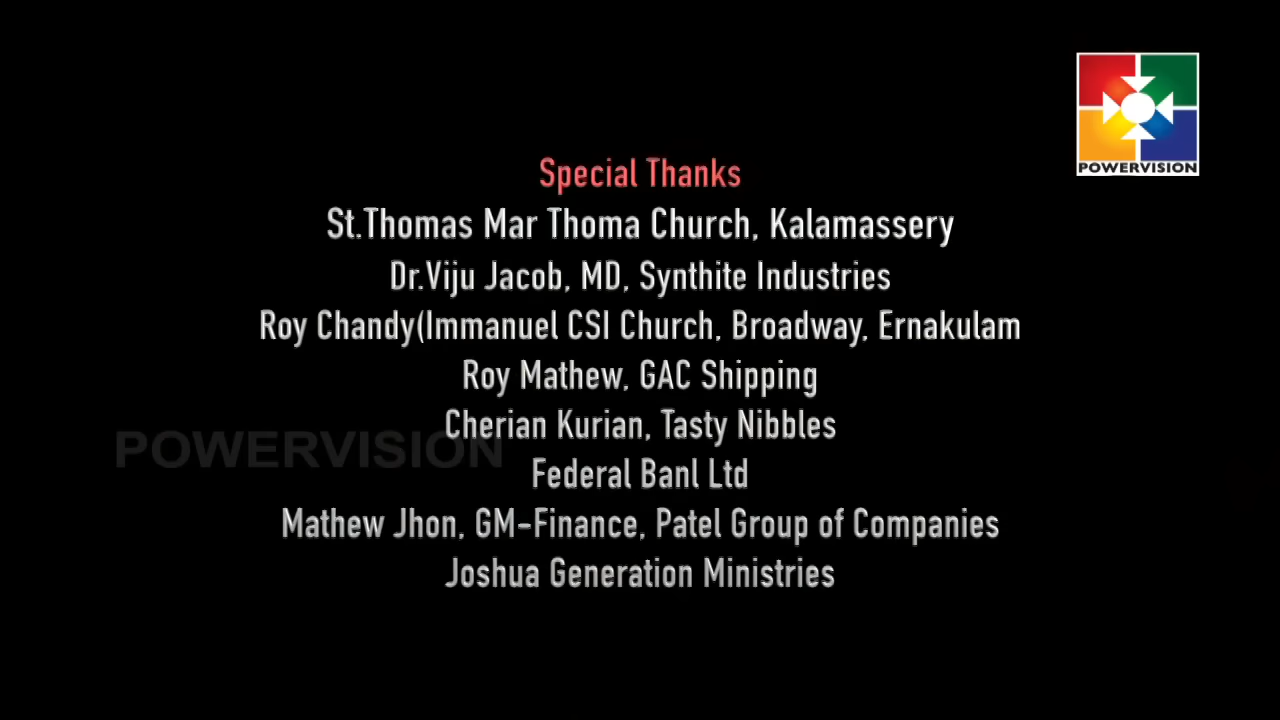 POWERVISION
Special Thanks
St.Thomas Mar Thoma Church, Kalamassery
Dr.Viju Jacob, MD, Synthite Industries
Roy Chandy(Immanuel CSI Church, Broadway, Ernakulam
Roy Mathew, GAC Shipping
Cherian Kurian, Tasty Nibbles
POWERVISION
Federal Banl Ltd
Mathew Jhon, GM-Finance, Patel Group of Companies
Joshua Generation Ministries